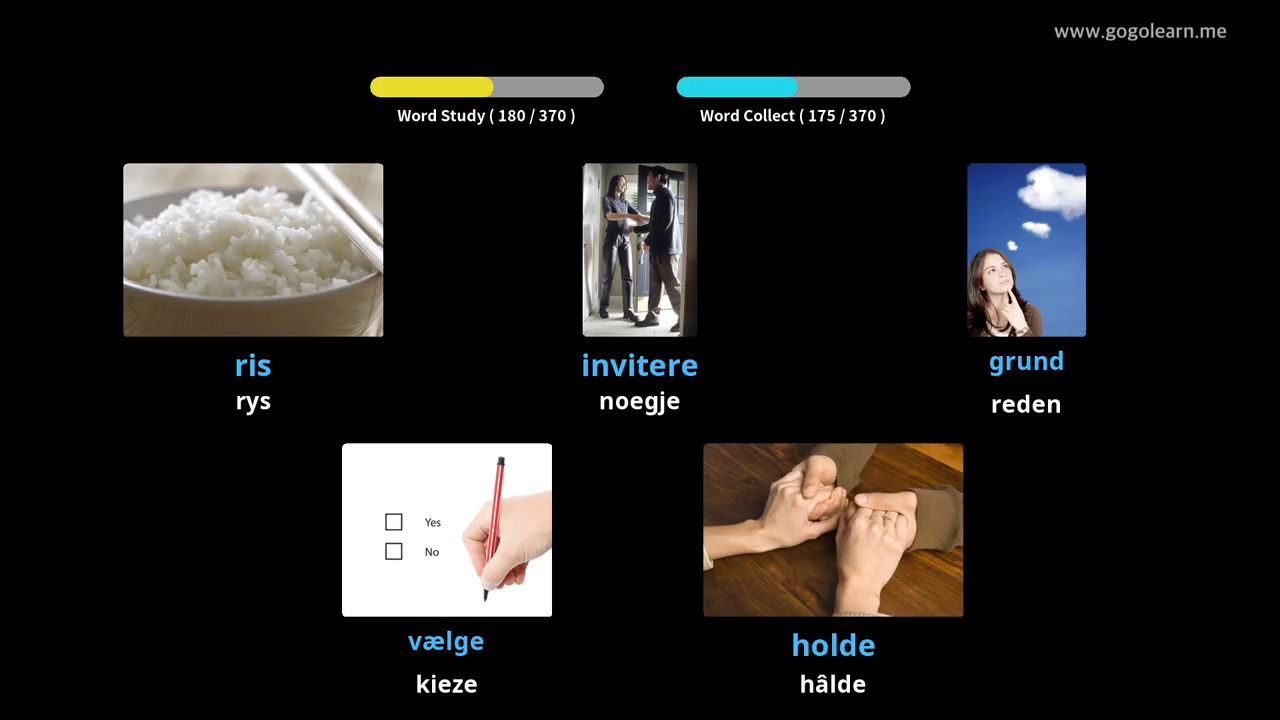 www.gogolearn.me
Word Study ( 180 / 370 )
Word Collect ( 175 / 370 )
ris
rys
invitere
noegje
grund
reden
Yes
No
vælge
kieze
holde
hâlde